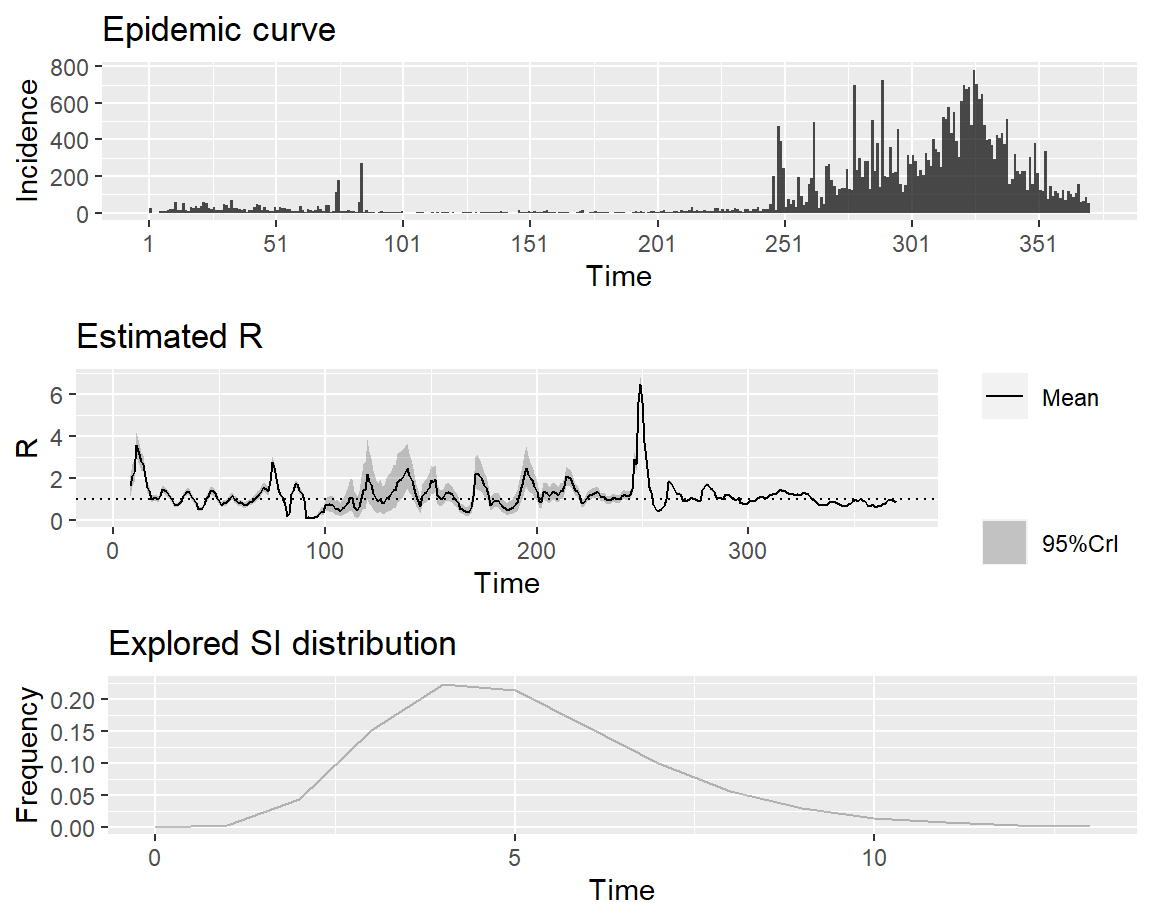 Epidemic curve
Incidence
800
600
400
200
0
1 51 101 151 201 251 301 351
Time
Estimated R
R
6
4
2
0
0 100 200 300
Time
Mean
95%CrI
Explored SI distribution
Frequency
0.20
0.15
0.10
0.05
0.00
0 5 10
Time